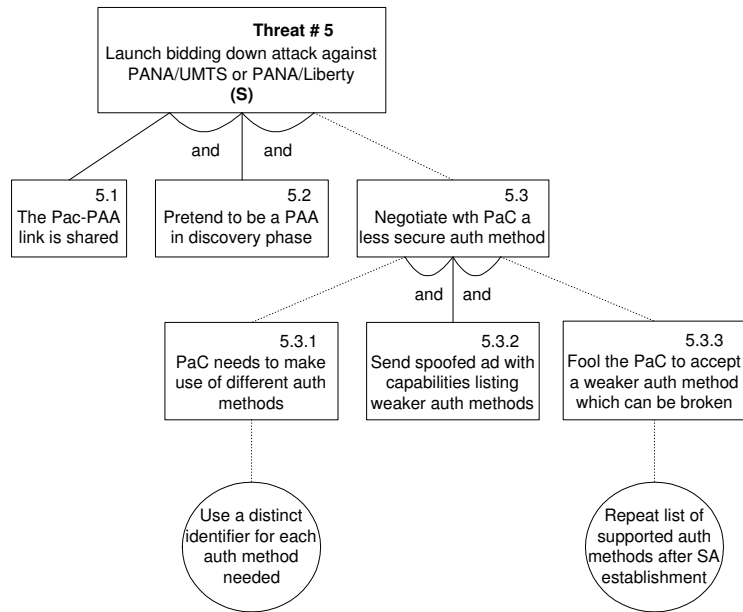 Threat # 5
Launch bidding down attack against
PANA/UMTS or PANA/Liberty
(S)
and
and
5.1
The Pac-PAA
link is shared
5.2
Pretend to be a PAA
in discovery phase
5.3
Negotiate wth PaC a
less secure auth method
and
and
5.3.1
PaC needs to make
use of different auth
methods
5.3.2
Send spoofed ad with
capabilities listing
weaker auth methods
5.3.3
Fool the PaC to accept
a weaker auth method
which can be broken
Use a distinct
identifier for each
auth method
needed
Repeat list of
supported auth
methods after SA
establishment